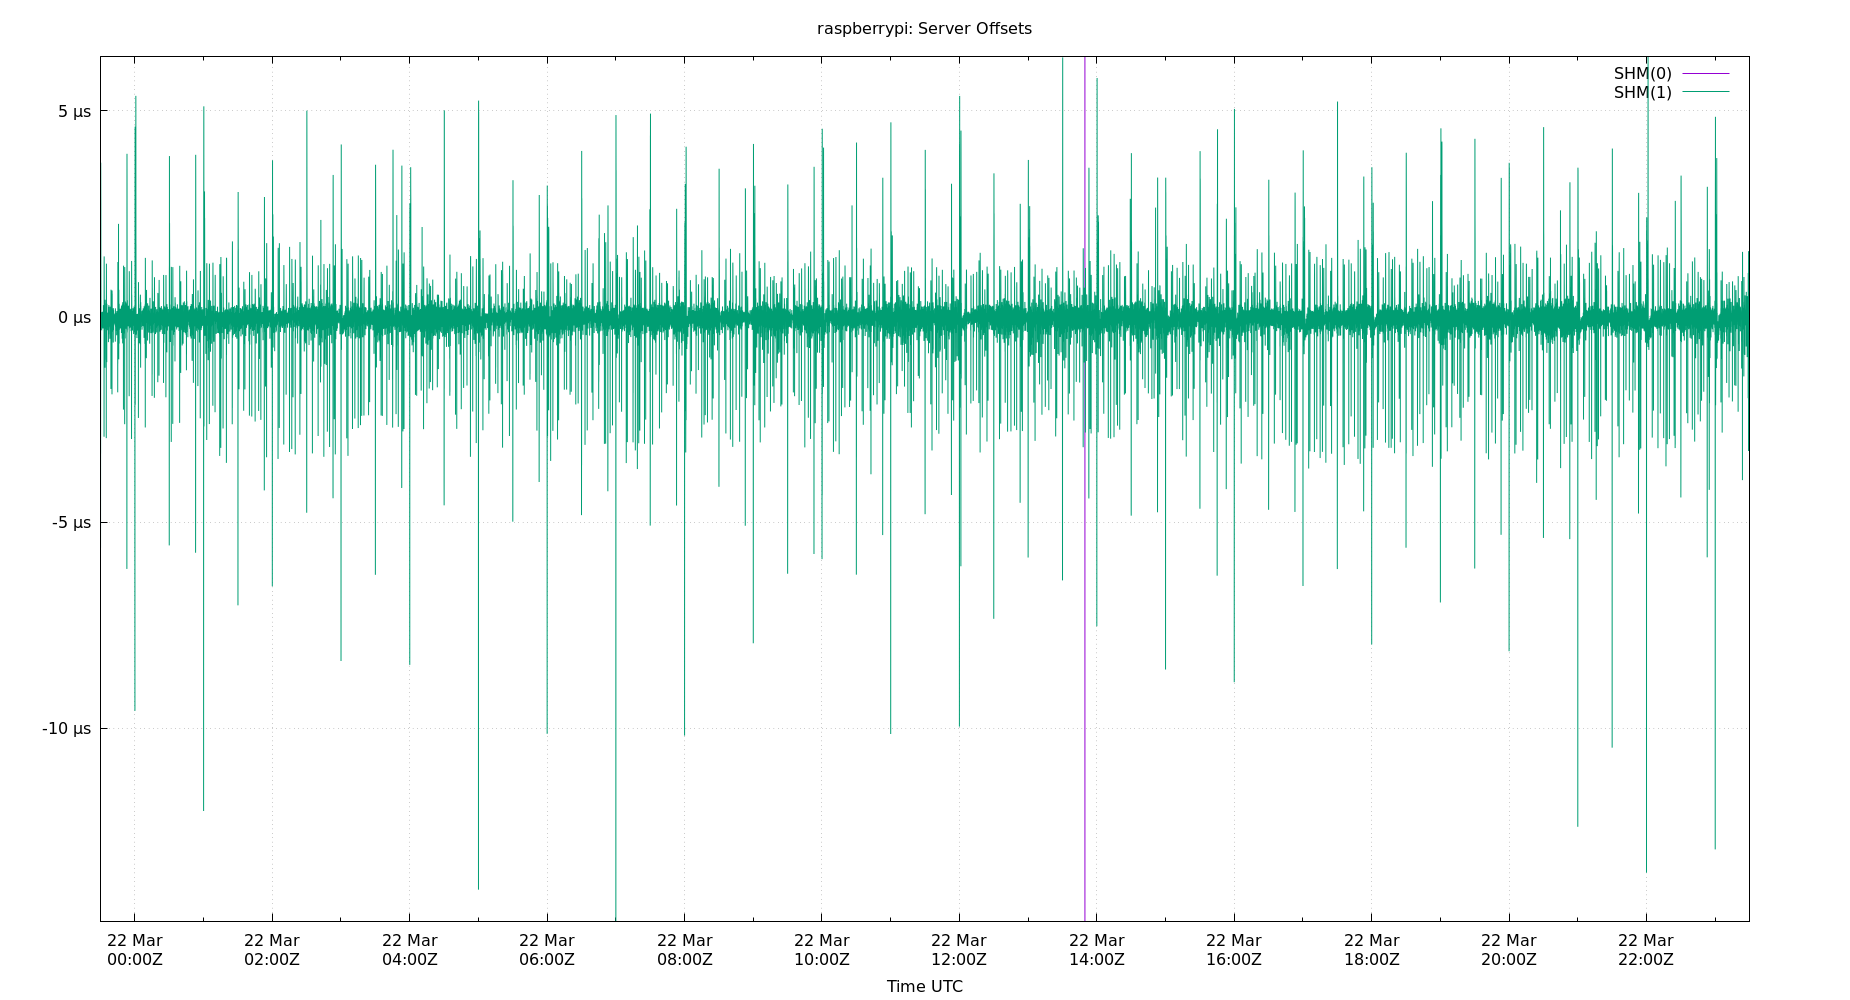 raspberrypi: Server Offsets
SHM(0)
SHM(1)
5 µs
0 µs
-5 µs
-10 µs
22 Mar 22 Mar 22 Mar 22 Mar 22 Mar 22 Mar 22 Mar 22 Mar 22 Mar 22 Mar 22 Mar 22 Mar
00:00Z 02:00Z 04:00Z 06:00Z 08:00Z 10:00Z 12:00Z 14:00Z 16:00Z 18:00Z 20:00Z 22:00Z
Time UTC